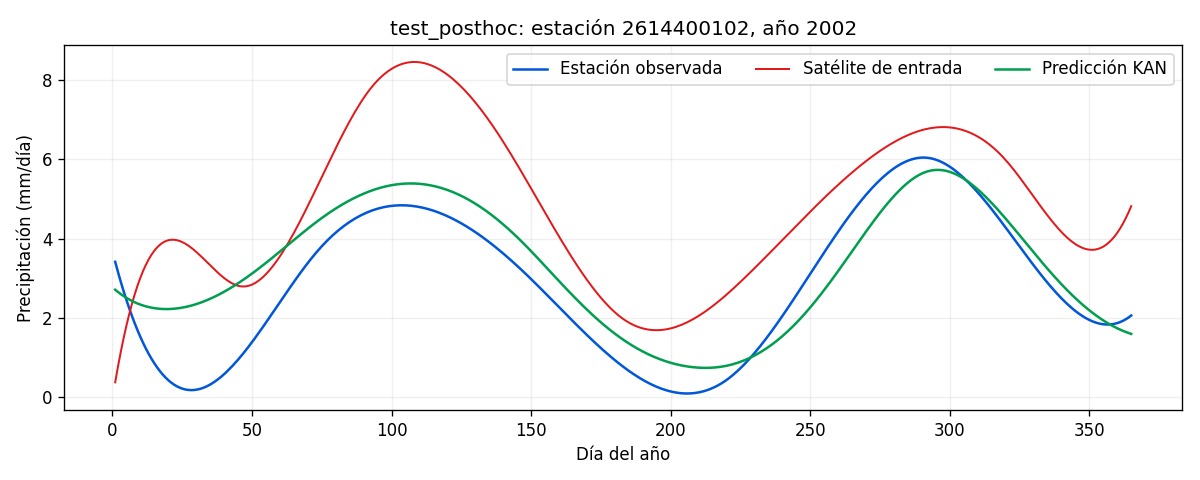 test_posthoc: estación 2614400102, año 2002
Estación observada
Satélite de entrada
Predicción KAN
Precipitación (mm/día)
8
6
4
2
0
0
50
100
150
200
250
300
350
Día del año